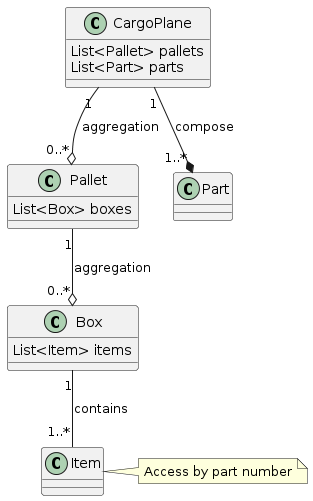 C CargoPlane
List<Pallet> pallets
List<Part> parts
1
1
aggregation
compose
0..*
1..*
C Pallet
C Part
List<Box> boxes
1
aggregation
0..*
C Box
List<Item> items
1
contains
1..*
C Item
Access by part number